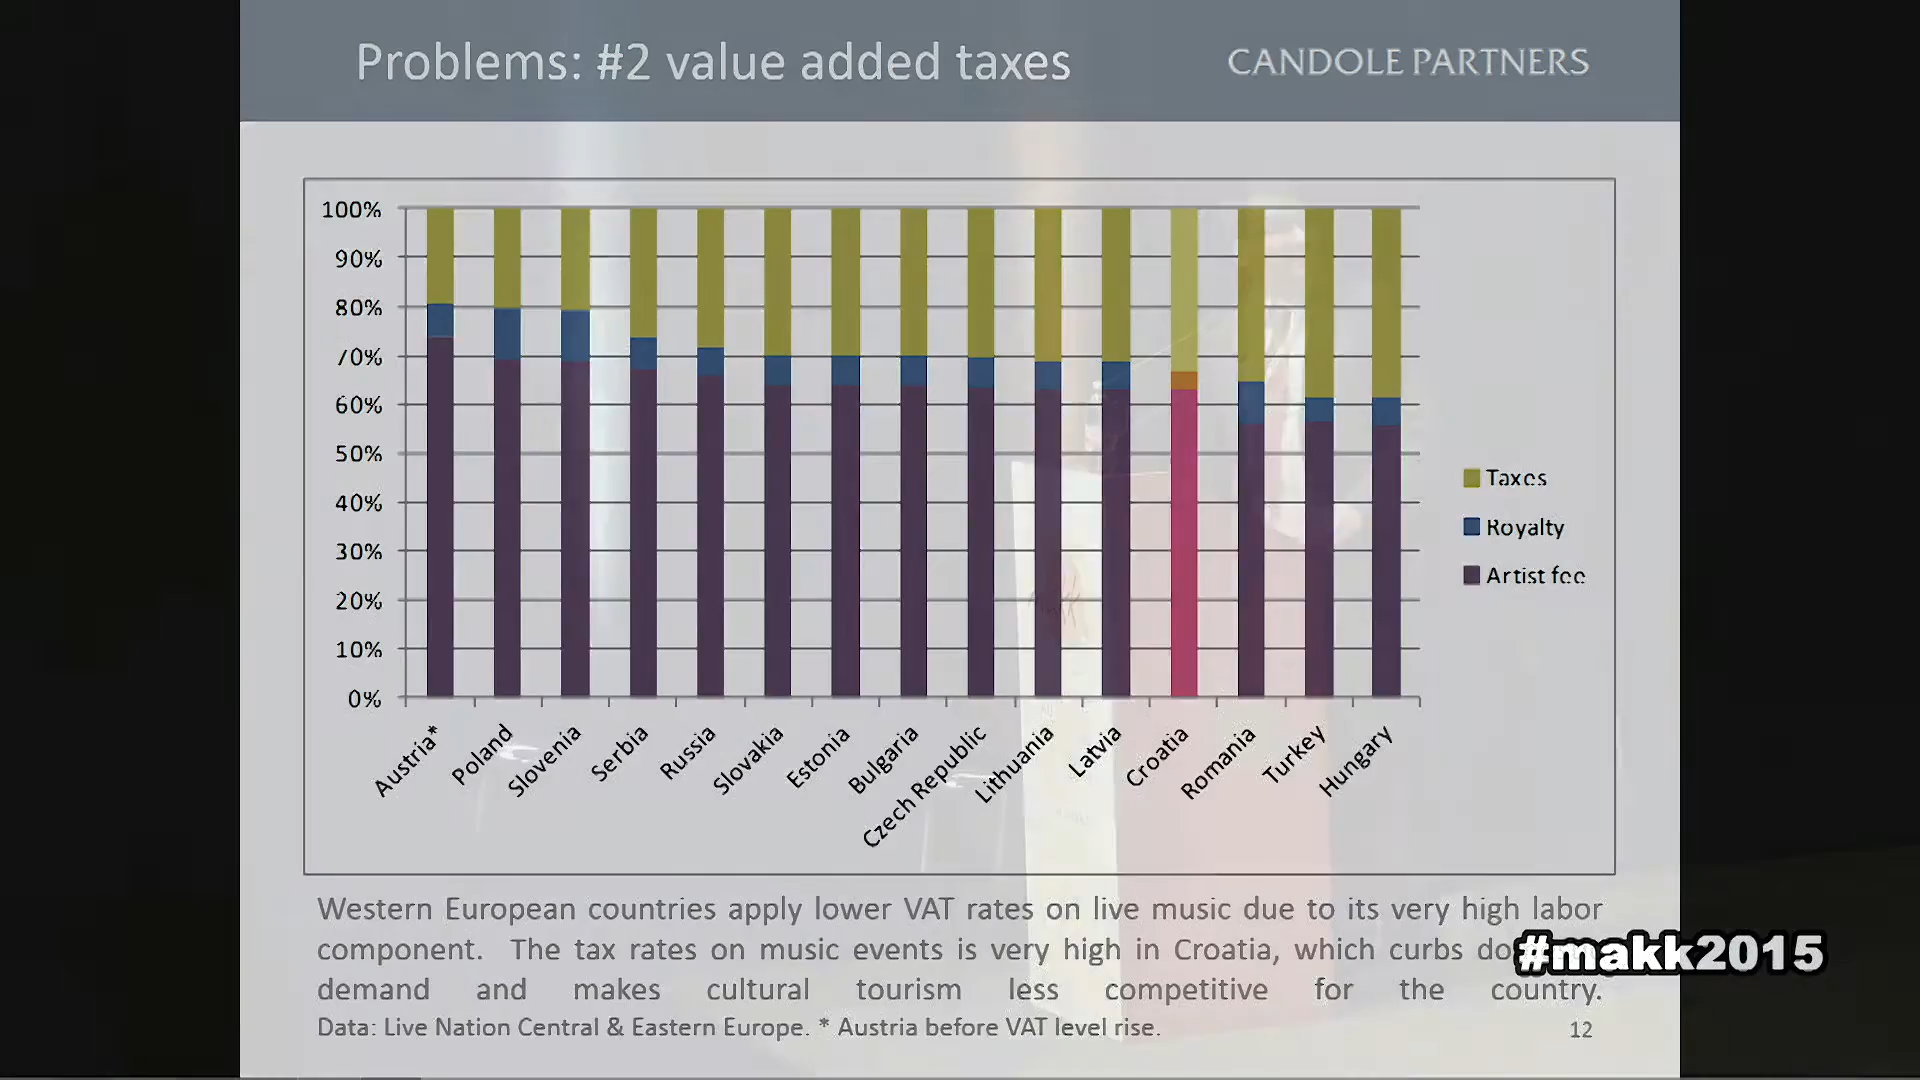 Problems: #2 value added taxes
CANDOLE PARTNERS
100%
90%
80%
70%
60%
50%
40%
30%
20%
10%
0%
Taxes
Royalty
Artist fee
Austria*
Poland
Slovenia
Serbia
Russia
Slovakia
Estonia
Bulgaria
Czech Republic
Lithuania
Latvia
Croatia
Romania
Turkey
Hungary
Western European countries apply lower VAT rates on live music due to its very high labor
component. The tax rates on music events is very high in Croatia, which curbs
#makk2015
demand and makes cultural tourism less competitive for the country.
Data: Live Nation Central & Eastern Europe. * Austria before VAT level rise.
12